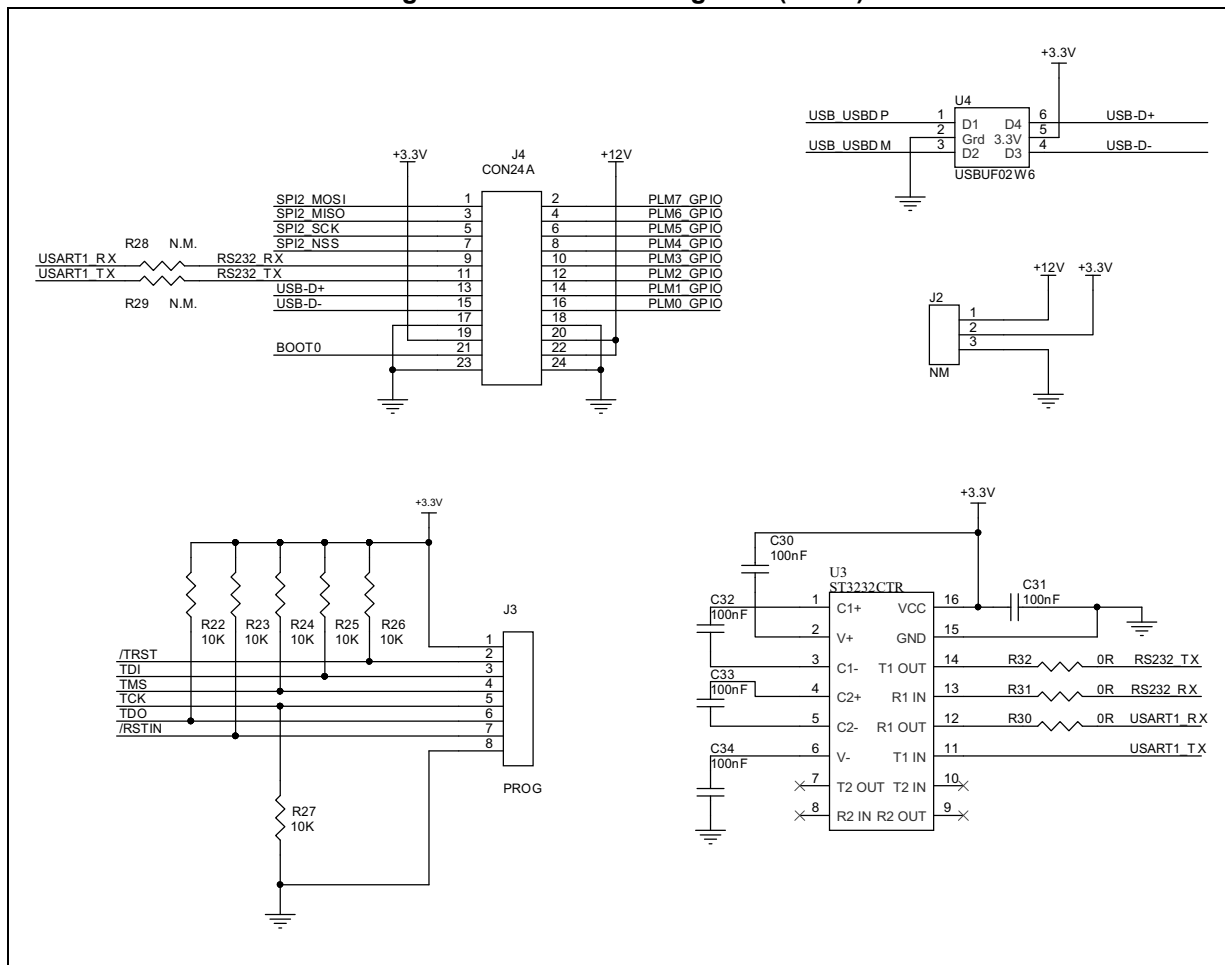 +3.3V
U4
USB_USBDP 1 D1 D4 6 USB-D+
2 Grd 3.3V 5
USB_USBDM 3 D2 D3 4 USB-D-
USBUF02W6
+3.3V J4 +12V
CON24A
SPI2_MOSI 1 2 PLM7_GPIO
SPI2_MISO 3 4 PLM6_GPIO
SPI2_SCK 5 6 PLM5_GPIO
SPI2_NSS 7 8 PLM4_GPIO
R28 N.M.
USART1_RX RS232_RX 9 10 PLM3_GPIO
USART1_TX RS232_TX 11 12 PLM2_GPIO
USB-D+ 13 14 PLM1_GPIO
R29 N.M.
USB-D- 15 16 PLM0_GPIO
17 18
19 20
BOOT0 21 22
23 24
+12V +3.3V
J2
1
2
3
NM
+3.3V
R22 R23 R24 R25 R26
10K 10K 10K 10K 10K
J3
1
/TRST 2
TDI 3
TMS 4
TCK 5
TDO 6
/RSTIN 7
8
PROG
R27
10K
+3.3V
C30
100nF
U3
ST3232CTR
C31
100nF
C32
100nF
1 C1+ VCC 16
2 V+ GND 15
3 C1- T1 OUT 14 R32 0R RS232_TX
C33
100nF
4 C2+ R1 IN 13 R31 0R RS232_RX
5 C2- R1 OUT 12 R30 0R USART1_RX
C34
100nF
6 V- T1 IN 11 USART1_TX
7 T2 OUT T2 IN 10
8 R2 IN R2 OUT 9